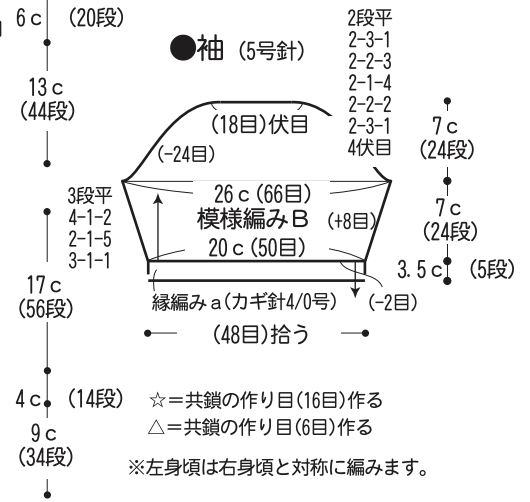 6c (20段)
13c
(44段)
17c
(56段)
4c (14段)
9c
(34段)
●袖 (5号針)
2段平
2-3-1
2-2-3
2-1-4
2-2-2
2-3-1
4伏目
(18目)伏目
(-24目)
26c(66目)
模様編みB (+8目)
20c(50目)
3段平
4-1-2
2-1-5
3-1-1
縁編みa(カギ針4/0号) (-2目)
(48目)拾う
7c
(24段)
7c
(24段)
3.5c (5段)
☆=共鎖の作り目(16目)作る
△=共鎖の作り目(6目)作る
※左身頃は右身頃と対称に編みます。